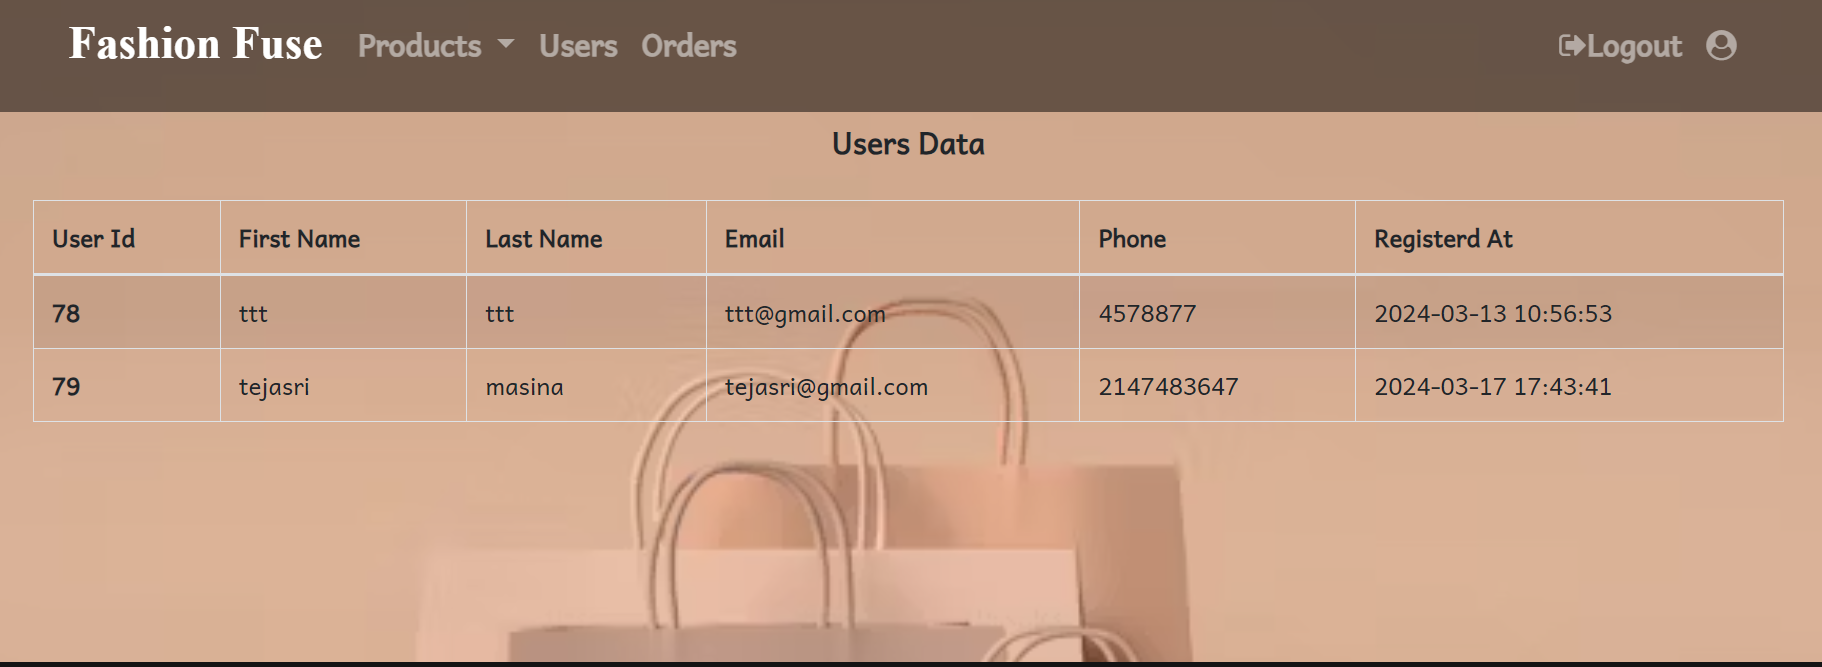 Fashion Fuse Products Users Orders Logout
Users Data
User Id First Name Last Name Email Phone Registerd At
78 ttt ttt ttt@gmail.com 4578877 2024-03-13 10:56:53
79 tejasri masina tejasri@gmail.com 2147483647 2024-03-17 17:43:41